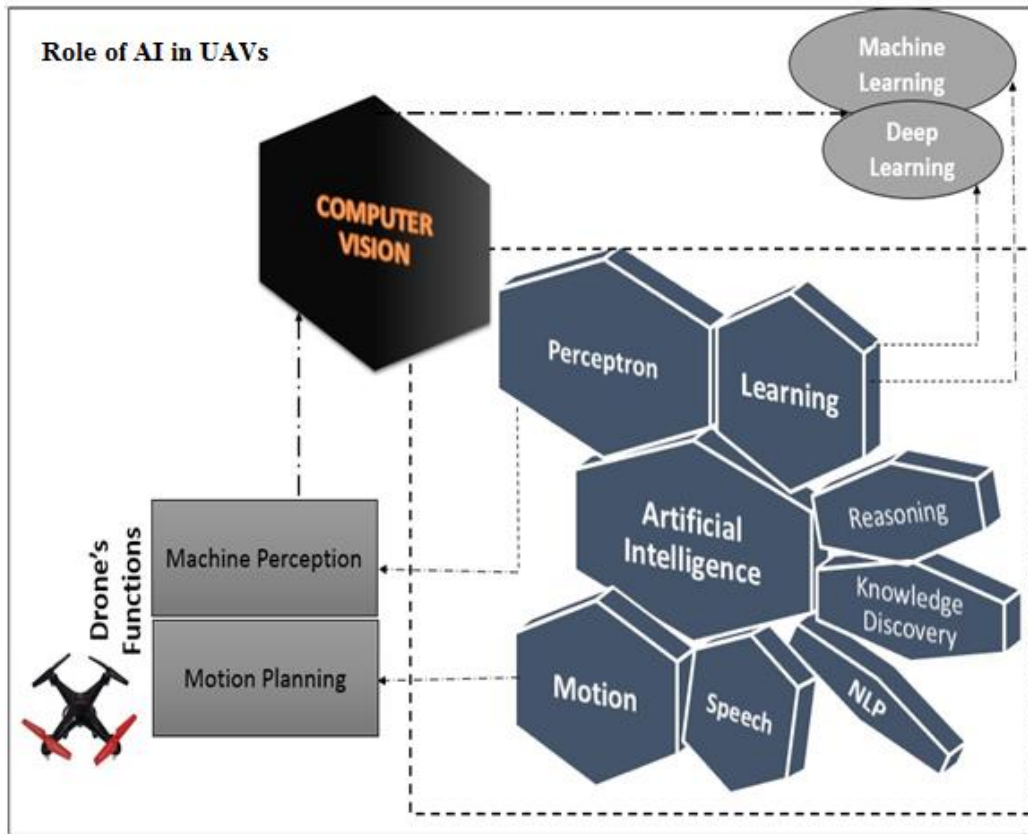 Role of AI in UAVs
Machine
Learning
Deep
Learning
COMPUTER
VISION
Perceptron
Learning
Artificial
Intelligence
Reasoning
Knowledge
Discovery
NLP
Speech
Motion
Drone's
Functions
Machine Perception
Motion Planning